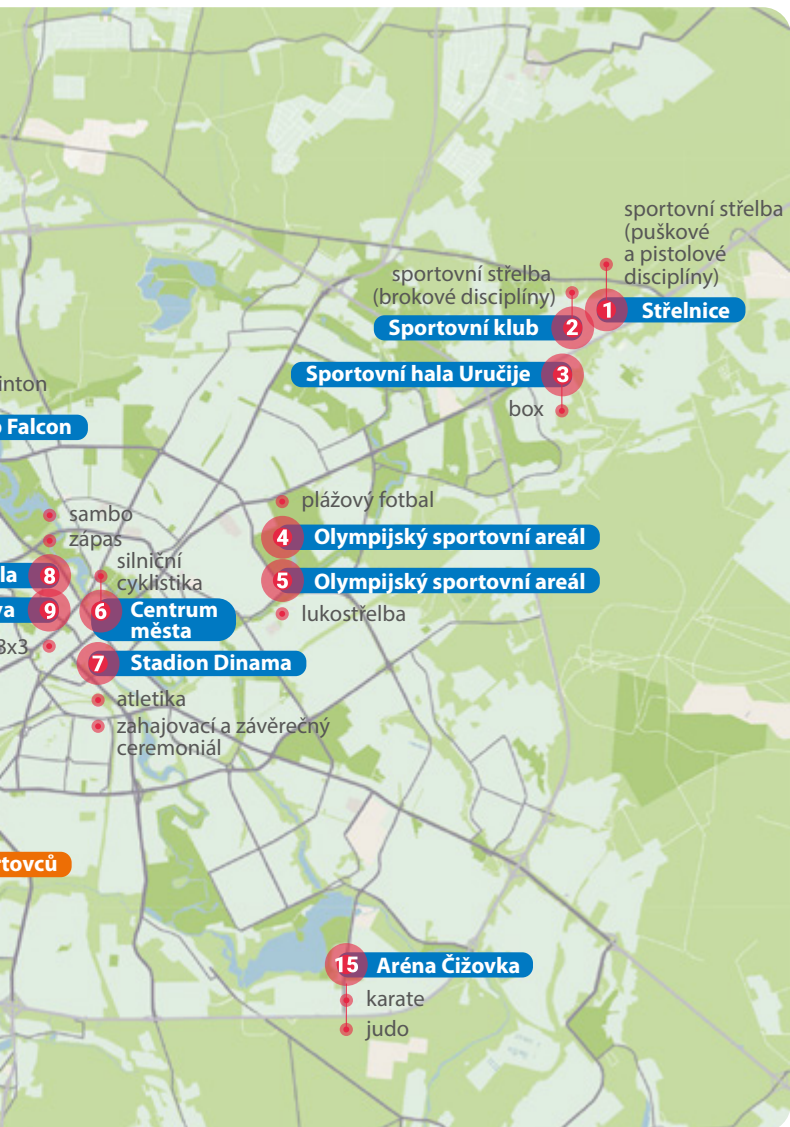 sportovní střelba
(puškové
a pistolové
disciplíny)
1 Střelnice
sportovní střelba
(brokové disciplíny)
Sportovní klub 2
Sportovní hala Uručije 3
box
inton
Falcon
plážový fotbal
4 Olympijský sportovní areál
5 Olympijský sportovní areál
lukostřelba
sambo
zápas
la 8
va 9
3x3
silniční
cyklistika
6 Centrum
města
7 Stadion Dinama
atletika
zahajovací a závěrečný
ceremoniál
tovců
15 Aréna Čižovka
karate
judo